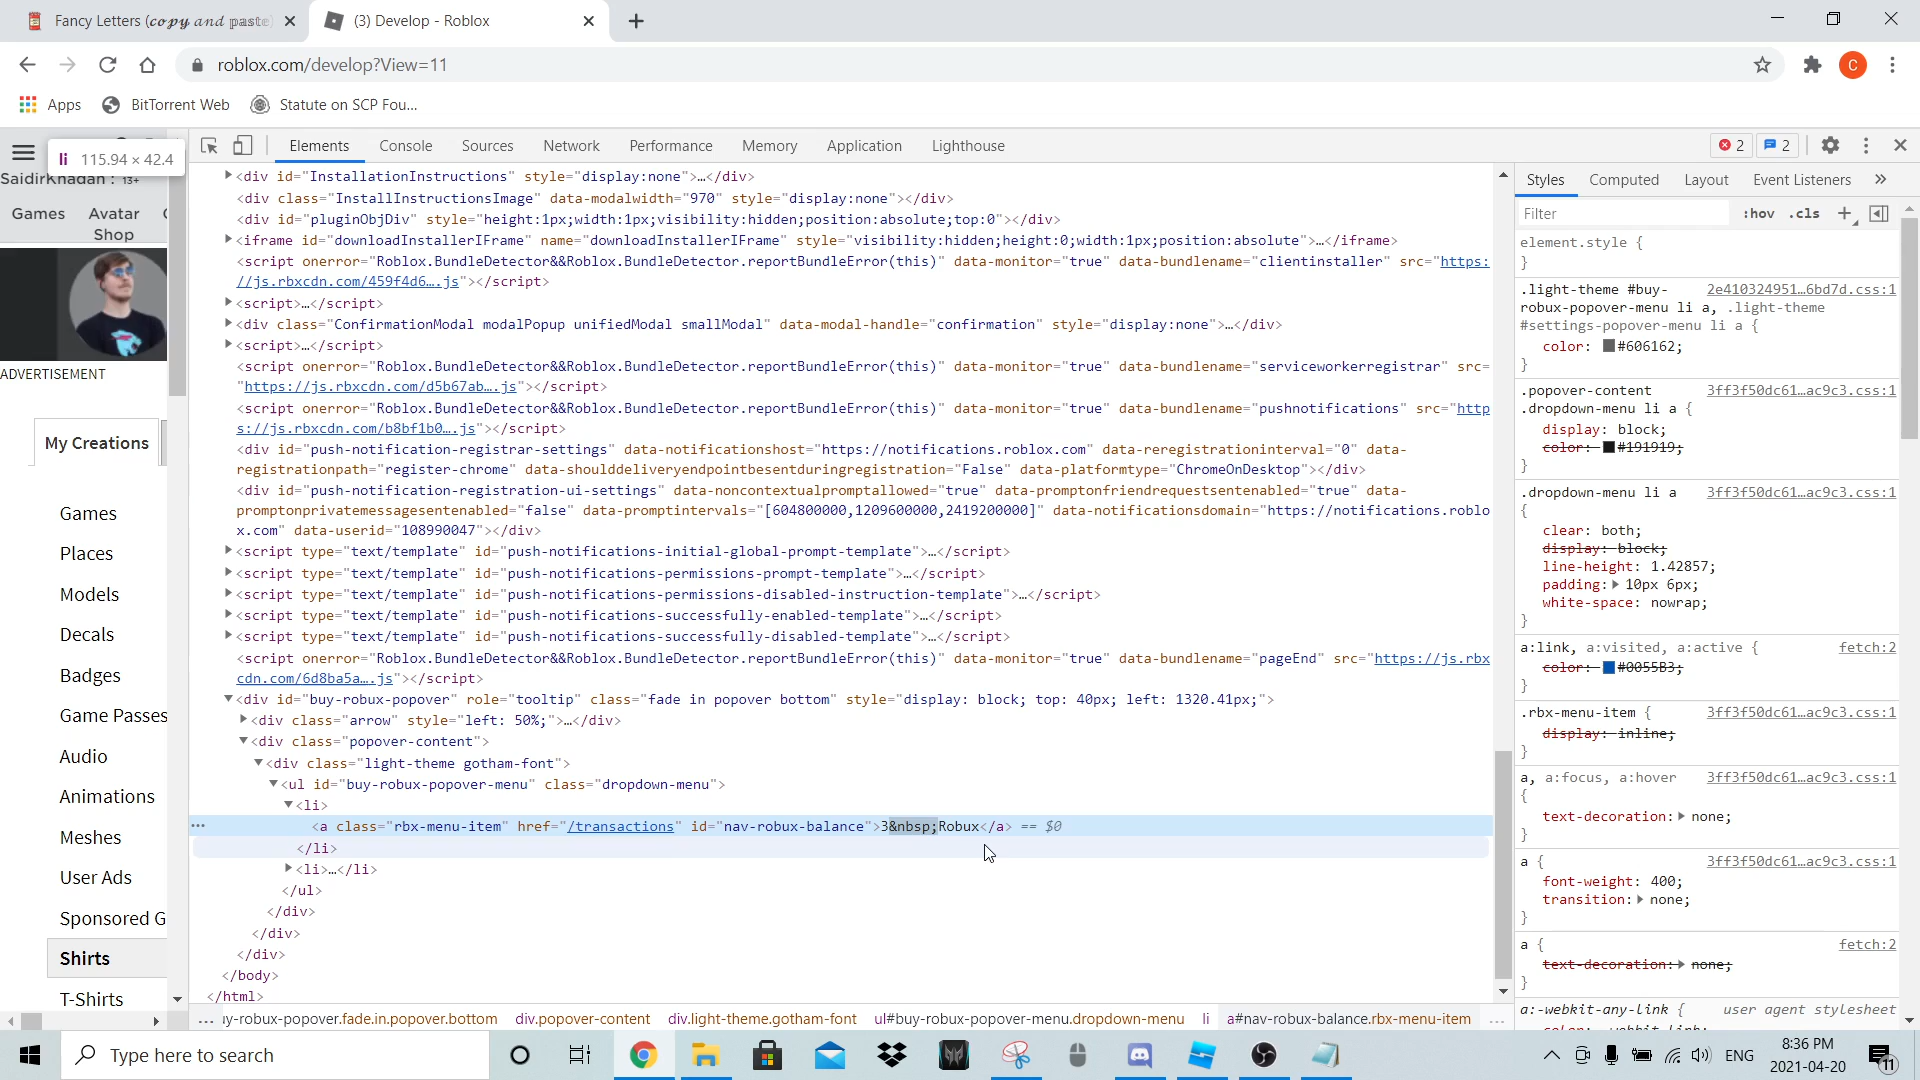 Fancy Letters (𝓬𝓸𝓹𝔂 𝒂𝒏𝒅 𝕡𝕒𝕤𝕥𝕖
(3) Develop - Roblox
roblox.com/develop?View=11
C
Apps
BitTorrent Web
Statute on SCP Fou...
li 115.94 × 42.4
SaidirKhadan : 13+
Games
Avatar Shop
ADVERTISEMENT
My Creations
Games
Places
Models
Decals
Badges
Game Passes
Audio
Animations
Meshes
User Ads
Sponsored G
Shirts
T-Shirts
Elements Console Sources Network Performance Memory Application Lighthouse
2 2
<div id="InstallationInstructions" style="display:none">…</div>
<div class="InstallInstructionsImage" data-modalwidth="970" style="display:none"></div>
<div id="pluginObjDiv" style="height:1px;width:1px;visibility:hidden;position:absolute;top:0"></div>
<iframe id="downloadInstallerIFrame" name="downloadInstallerIFrame" style="visibility:hidden;height:0;width:1px;position:absolute">…</iframe>
<script onerror="Roblox.BundleDetector&&Roblox.BundleDetector.reportBundleError(this)" data-monitor="true" data-bundlename="clientinstaller" src="https:
//js.rbxcdn.com/459f4d6….js"></script>
<script>…</script>
<div class="ConfirmationModal modalPopup unifiedModal smallModal" data-modal-handle="confirmation" style="display:none">…</div>
<script>…</script>
<script onerror="Roblox.BundleDetector&&Roblox.BundleDetector.reportBundleError(this)" data-monitor="true" data-bundlename="serviceworkerregistrar" src=
"https://js.rbxcdn.com/d5b67ab….js"></script>
<script onerror="Roblox.BundleDetector&&Roblox.BundleDetector.reportBundleError(this)" data-monitor="true" data-bundlename="pushnotifications" src="http
s://js.rbxcdn.com/b8bf1b0….js"></script>
<div id="push-notification-registrar-settings" data-notificationshost="https://notifications.roblox.com" data-reregistrationinterval="0" data-
registrationpath="register-chrome" data-shoulddeliveryendpointbesentduringregistration="False" data-platformtype="ChromeOnDesktop"></div>
<div id="push-notification-registration-ui-settings" data-noncontextualpromptallowed="true" data-promptonfriendrequestsentenabled="true" data-
promptonprivatemessagesentenabled="false" data-promptintervals="[604800000,1209600000,2419200000]" data-notificationsdomain="https://notifications.roblo
x.com" data-userid="108990047"></div>
<script type="text/template" id="push-notifications-initial-global-prompt-template">…</script>
<script type="text/template" id="push-notifications-permissions-prompt-template">…</script>
<script type="text/template" id="push-notifications-permissions-disabled-instruction-template">…</script>
<script type="text/template" id="push-notifications-successfully-enabled-template">…</script>
<script type="text/template" id="push-notifications-successfully-disabled-template">…</script>
<script onerror="Roblox.BundleDetector&&Roblox.BundleDetector.reportBundleError(this)" data-monitor="true" data-bundlename="pageEnd" src="https://js.rbx
cdn.com/6d8ba5a….js"></script>
<div id="buy-robux-popover" role="tooltip" class="fade in popover bottom" style="display: block; top: 40px; left: 1320.41px;">
<div class="arrow" style="left: 50%;">…</div>
<div class="popover-content">
<div class="light-theme gotham-font">
<ul id="buy-robux-popover-menu" class="dropdown-menu">
<li>
<a class="rbx-menu-item" href="/transactions" id="nav-robux-balance">3&nbsp;Robux</a> == $0
</li>
<li>…</li>
</ul>
</div>
</div>
</div>
</body>
</html>
... uy-robux-popover.fade.in.popover.bottom div.popover-content div.light-theme.gotham-font ul#buy-robux-popover-menu.dropdown-menu li a#nav-robux-balance.rbx-menu-item ...
Styles Computed Layout Event Listeners »
Filter :hov .cls
element.style {
}
.light-theme #buy- 2e410324951…6bd7d.css:1
robux-popover-menu li a, .light-theme
#settings-popover-menu li a {
color: #606162;
}
.popover-content 3ff3f50dc61…ac9c3.css:1
.dropdown-menu li a {
display: block;
color: #191919;
}
.dropdown-menu li a 3ff3f50dc61…ac9c3.css:1
{
clear: both;
display: block;
line-height: 1.42857;
padding: 10px 6px;
white-space: nowrap;
}
a:link, a:visited, a:active { fetch:2
color: #0055B3;
}
.rbx-menu-item { 3ff3f50dc61…ac9c3.css:1
display: inline;
}
a, a:focus, a:hover 3ff3f50dc61…ac9c3.css:1
{
text-decoration: none;
}
a { 3ff3f50dc61…ac9c3.css:1
font-weight: 400;
transition: none;
}
a { fetch:2
text-decoration: none;
}
a:-webkit-any-link { user agent stylesheet
Type here to search
ENG
8:36 PM
2021-04-20
11